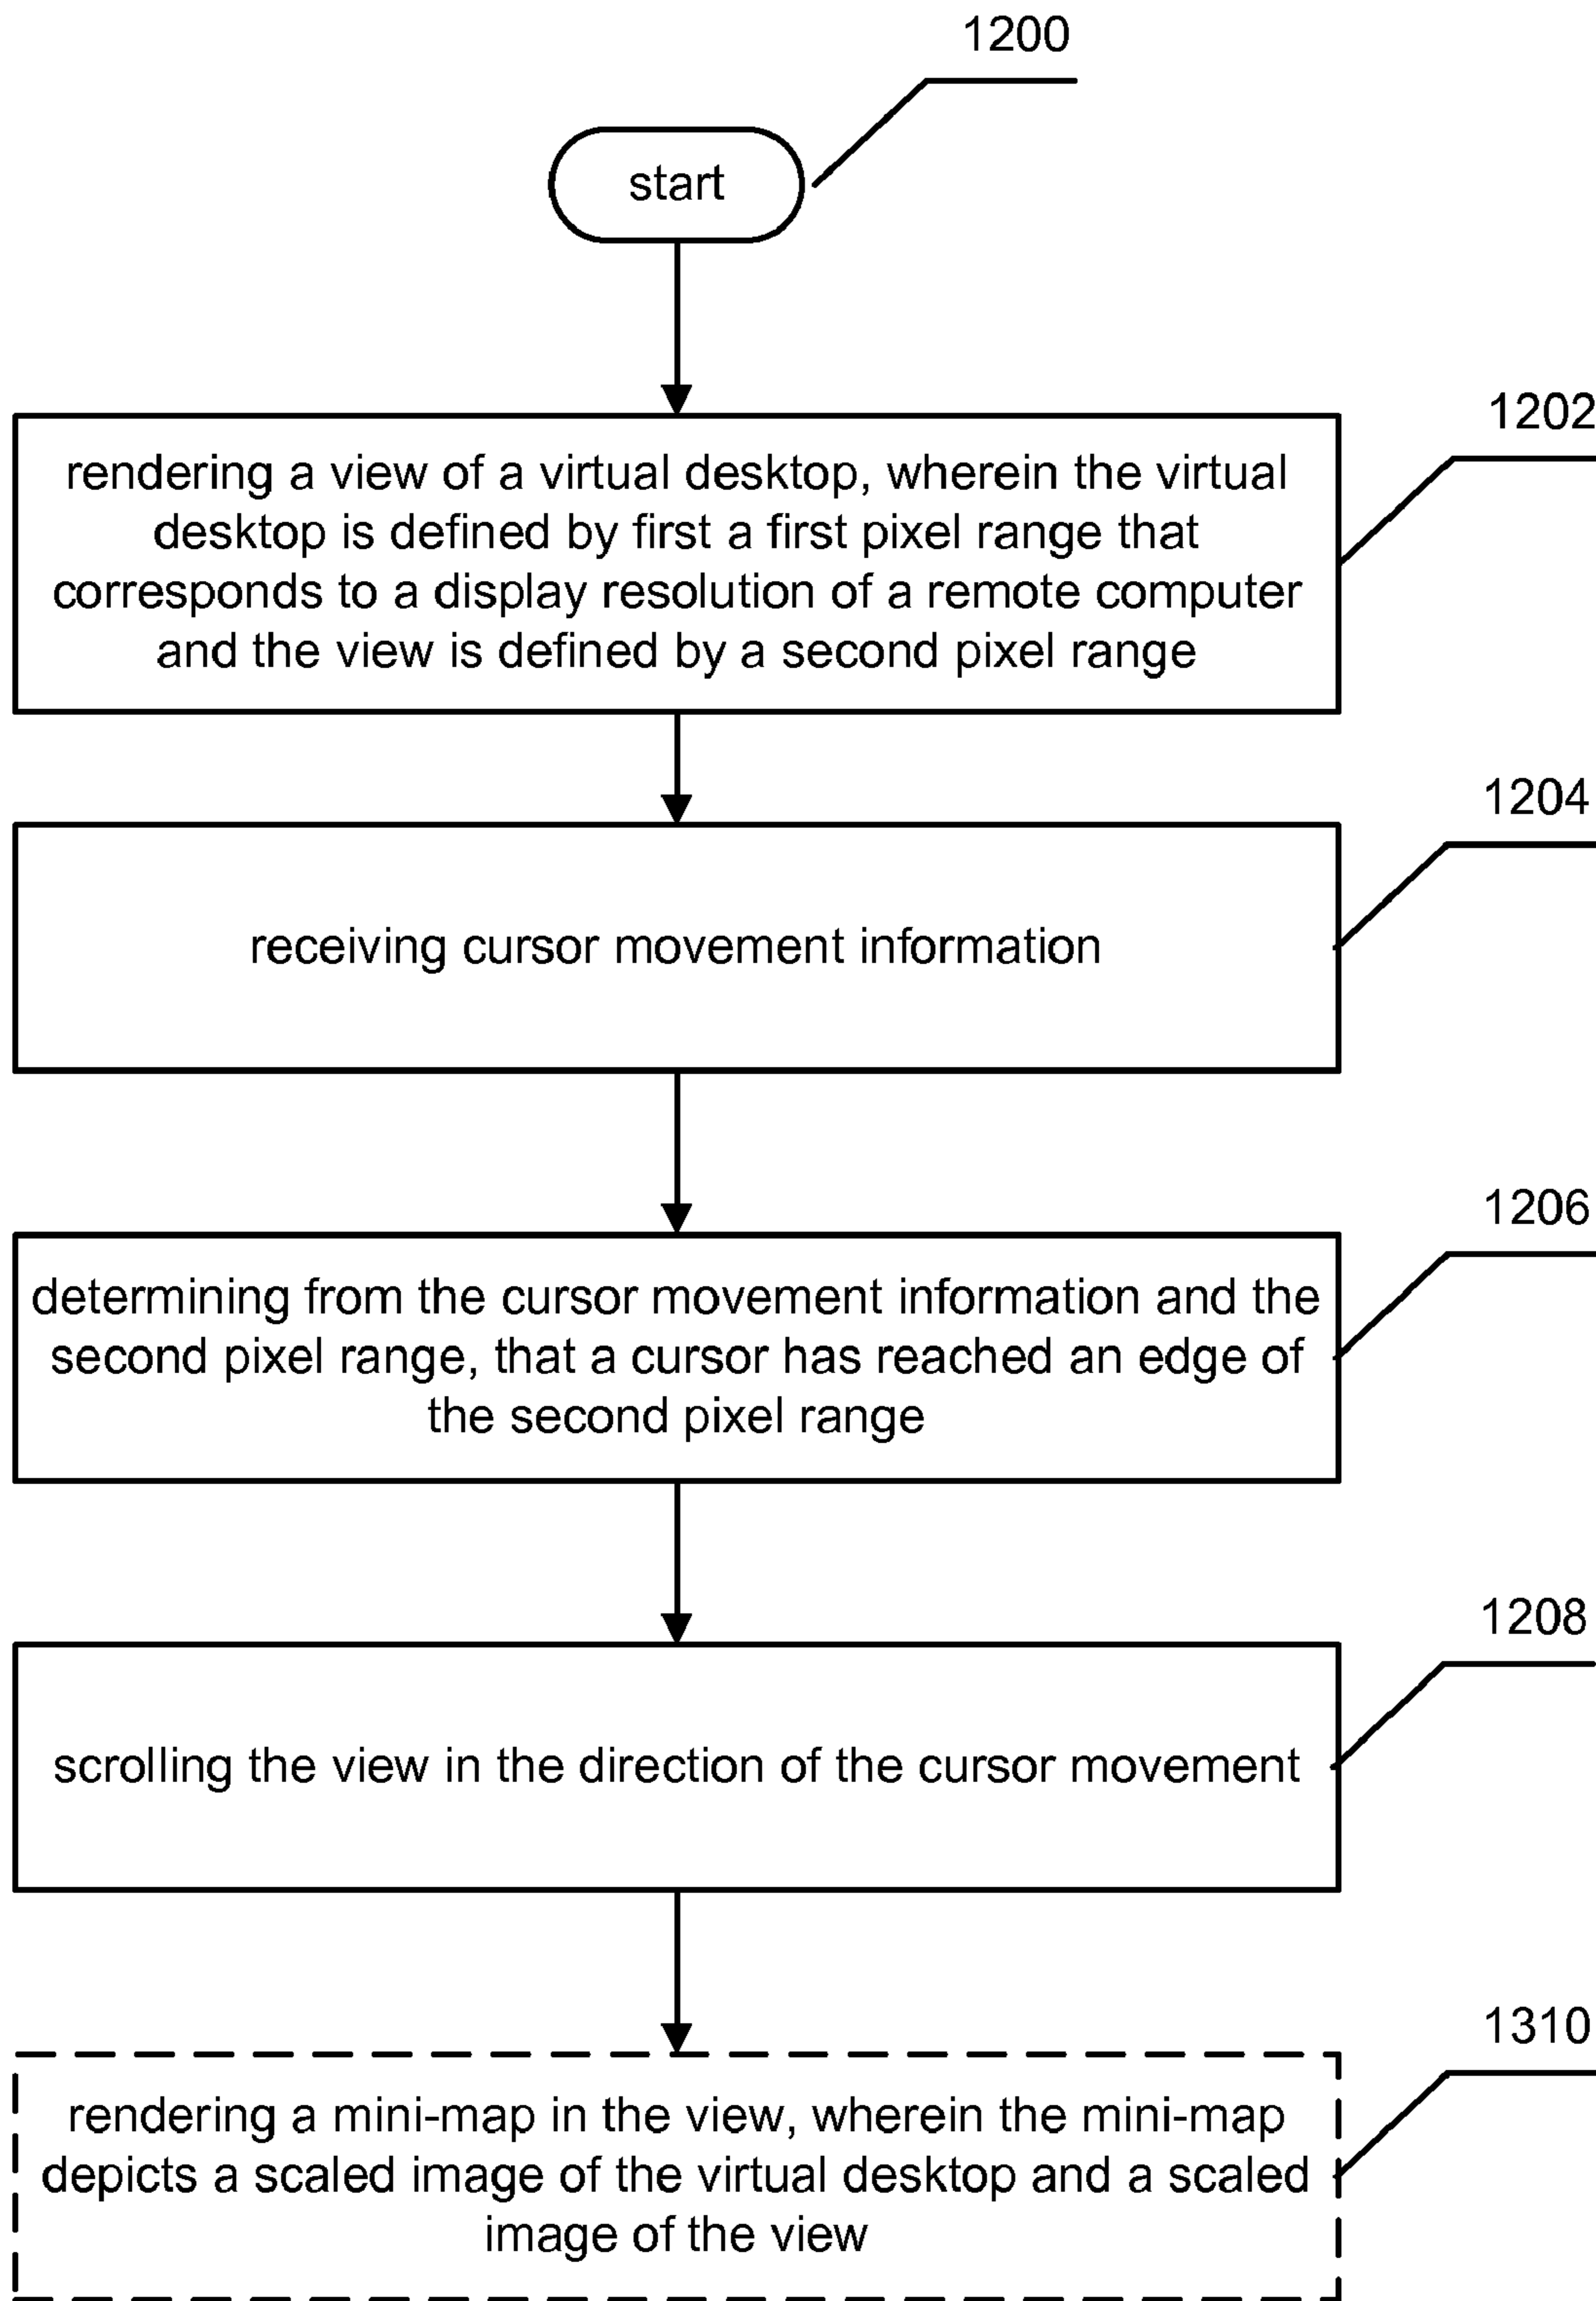 1200
start
1202
rendering a view of a virtual desktop, wherein the virtual
desktop is defined by first a first pixel range that
corresponds to a display resolution of a remote computer
and the view is defined by a second pixel range
1204
receiving cursor movement information
1206
determining from the cursor movement information and the
second pixel range, that a cursor has reached an edge of
the second pixel range
1208
scrolling the view in the direction of the cursor movement
1310
rendering a mini-map in the view, wherein the mini-map
depicts a scaled image of the virtual desktop and a scaled
image of the view